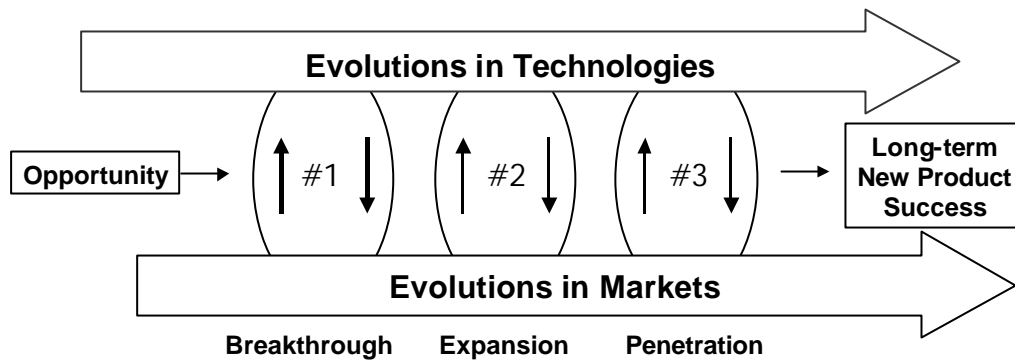 Evolutions in Technologies
Opportunity
#1
#2
#3
Long-term
New Product
Success
Evolutions in Markets
Breakthrough
Expansion
Penetration